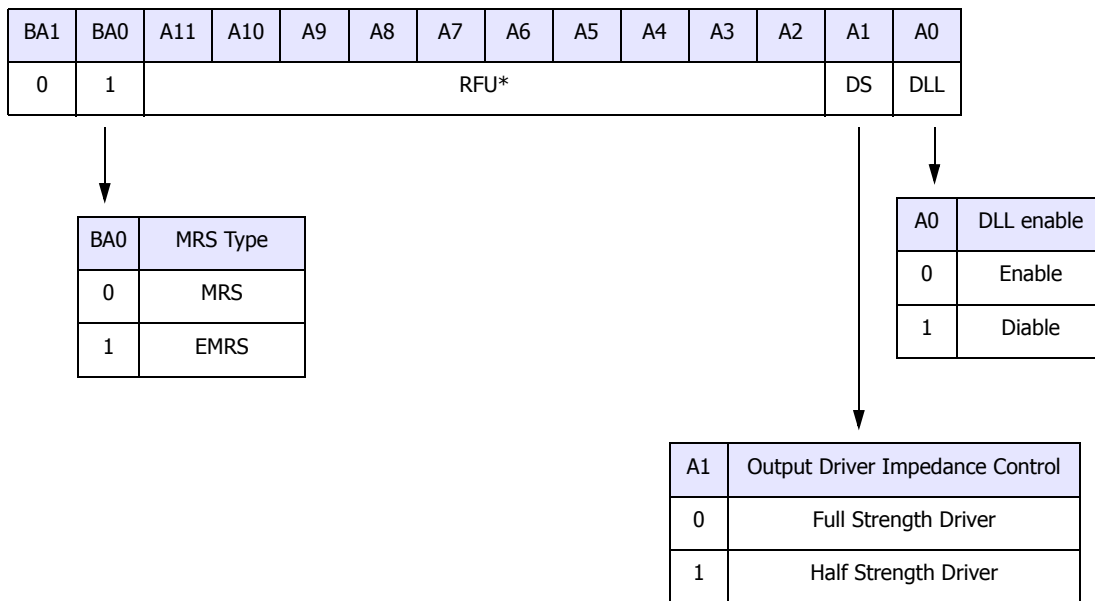 BA1 BA0 A11 A10 A9 A8 A7 A6 A5 A4 A3 A2 A1 A0
0 1 RFU* DS DLL
BA0 MRS Type
0 MRS
1 EMRS
A0 DLL enable
0 Enable
1 Diable
A1 Output Driver Impedance Control
0 Full Strength Driver
1 Half Strength Driver